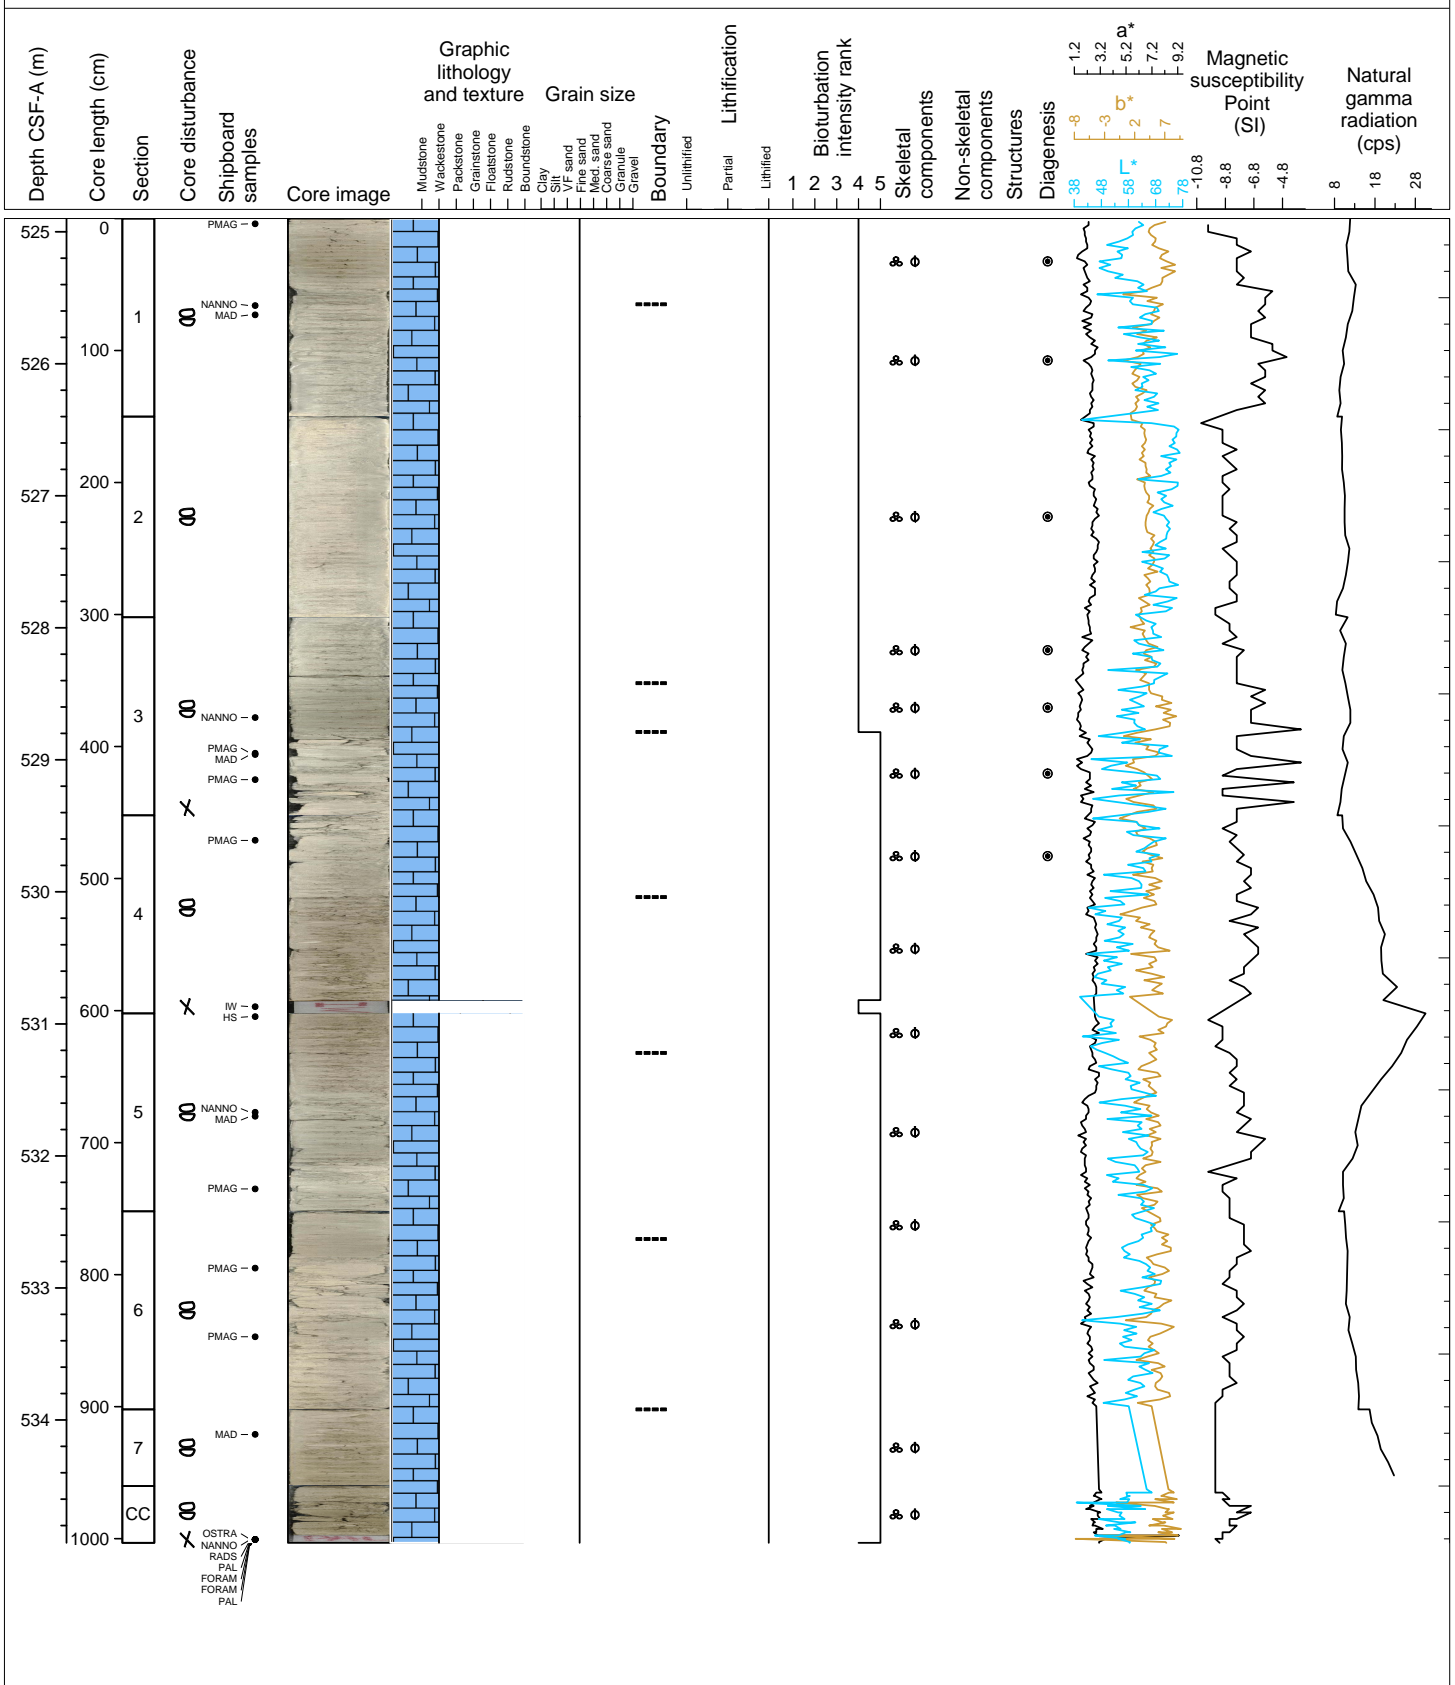 Depth CSF-A (m)
Core length (cm)
Section
Core disturbance
Shipboard
samples
Core image
Graphic
lithology
and texture
Mudstone
Wackestone
Packstone
Grainstone
Floatstone
Rudstone
Boundstone
Grain size
Clay
Silt
VF sand
Fine sand
Med. sand
Coarse sand
Granule
Gravel
Boundary
Lithification
Unlithified
Partial
Lithified
Bioturbation
intensity rank
1 2 3 4 5
Skeletal
components
Non-skeletal
components
Structures
Diagenesis
a*
1.2 3.2 5.2 7.2 9.2
b*
-8 -3 2 7
L*
38 48 58 68 78
Magnetic
susceptibility
Point
(SI)
-10.8 -8.8 -6.8 -4.8
Natural
gamma
radiation
(cps)
8 18 28
525
526
527
528
529
530
531
532
533
534
0
100
200
300
400
500
600
700
800
900
1000
1
2
3
4
5
6
7
CC
PMAG
NANNO
MAD
NANNO
PMAG
MAD
PMAG
PMAG
IW
HS
NANNO
MAD
PMAG
PMAG
PMAG
MAD
OSTRA
NANNO
RADS
PAL
FORAM
FORAM
PAL